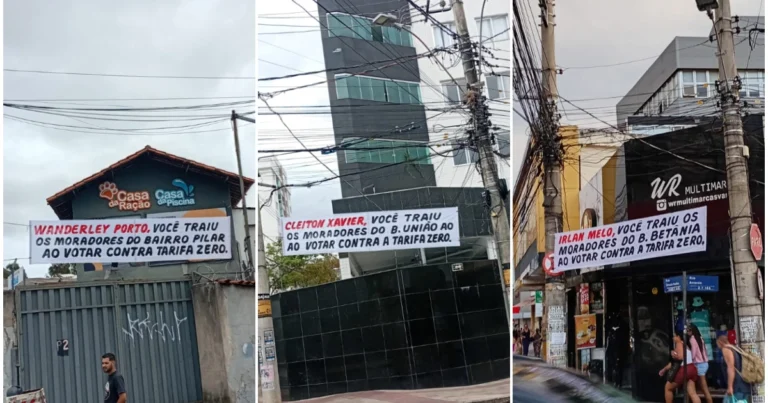 Casa da Ração
Casa da Piscina
WANDERLEY PORTO, VOCÊ TRAIU
OS MORADORES DO BAIRRO PILAR
AO VOTAR CONTRA TARIFA ZERO.
CLEITON XAVIER, VOCÊ TRAIU
OS MORADORES DO B. UNIÃO AO
AO VOTAR CONTRA A TARIFA ZERO.
WR MULTIMAR
wrmultimarcasva
IRLAN MELO, VOCÊ TRAIU OS
MORADORES DO B. BETÂNIA
AO VOTAR CONTRA A TARIFA ZERO.